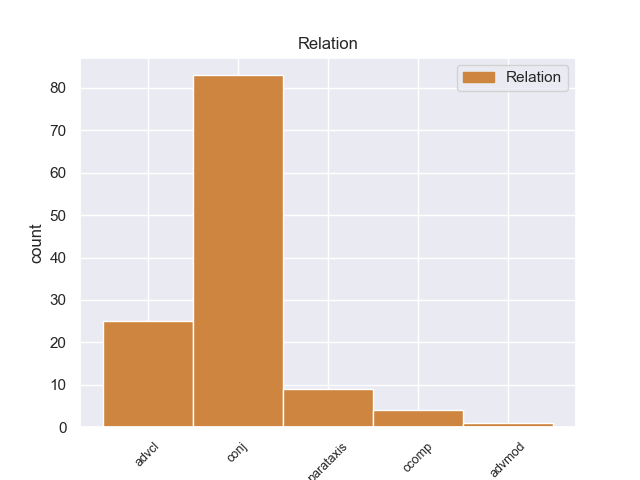 Relation
Relation
count
80
70
60
50
40
30
20
10
0
advcl
conj
parataxis
ccomp
advmod